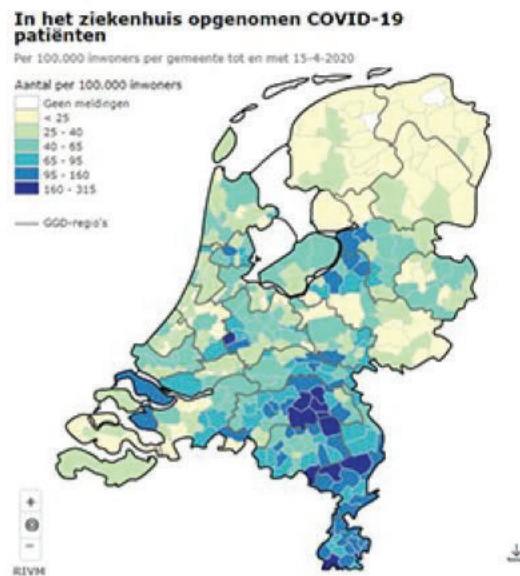 In het ziekenhuis opgenomen COVID-19
patiënten
Per 100.000 inwoners per gemeente tot en met 15-4-2020
Aantal per 100.000 inwoners
Geen meldingen
< 25
25 - 40
40 - 65
65 - 95
95 - 160
160 - 315
GGD-regio's
+
−
RIVM